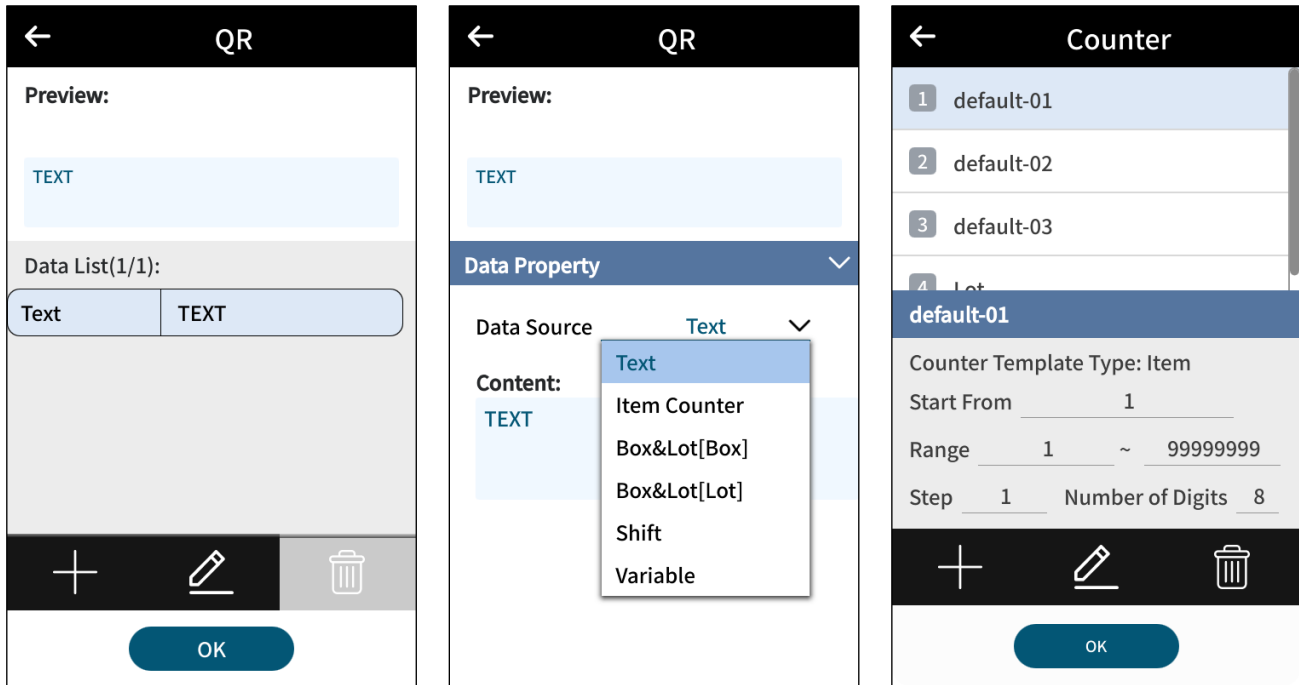 QR
Preview:
TEXT
Data List(1/1):
Text TEXT
OK
QR
Preview:
TEXT
Data Property
Data Source Text
Text
Item Counter
Box&Lot[Box]
Box&Lot[Lot]
Shift
Variable
Content:
TEXT
Counter
1 default-01
2 default-02
3 default-03
4 Lot
default-01
Counter Template Type: Item
Start From 1
Range 1 ~ 99999999
Step 1 Number of Digits 8
OK